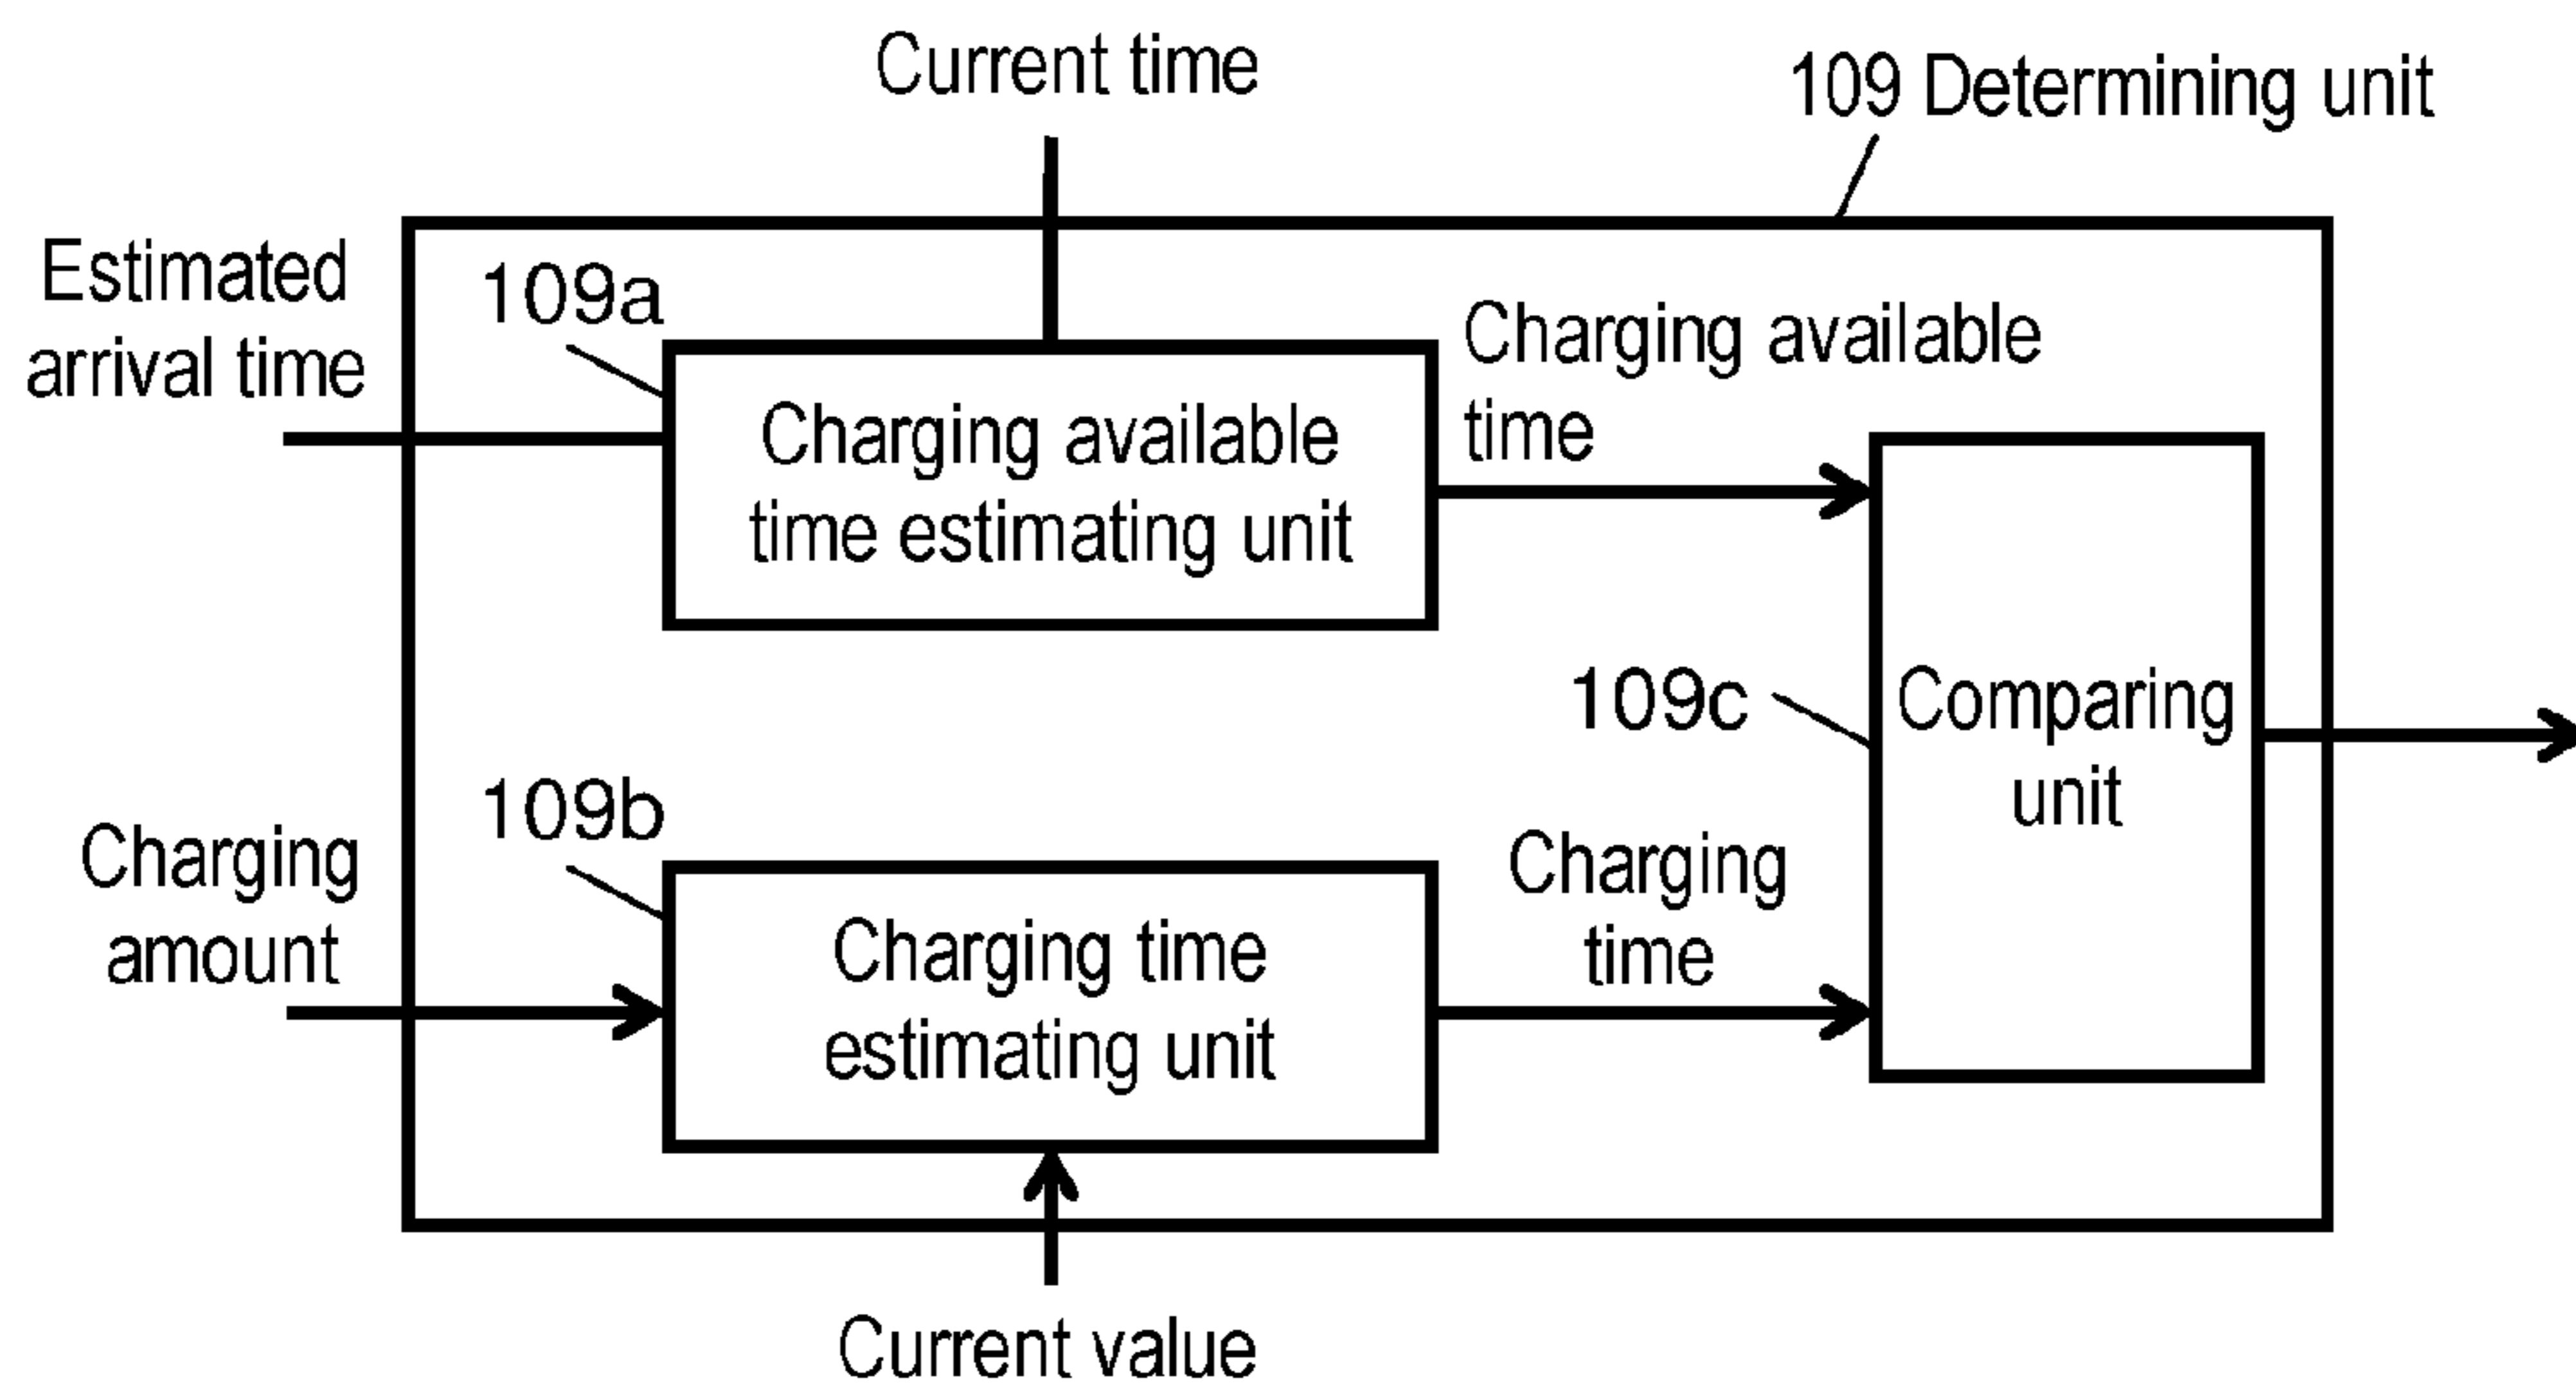 Current time
109 Determining unit
Estimated
arrival time
109a
Charging available
time estimating unit
Charging available
time
109c
Comparing
unit
Charging
amount
109b
Charging time
estimating unit
Charging
time
Current value